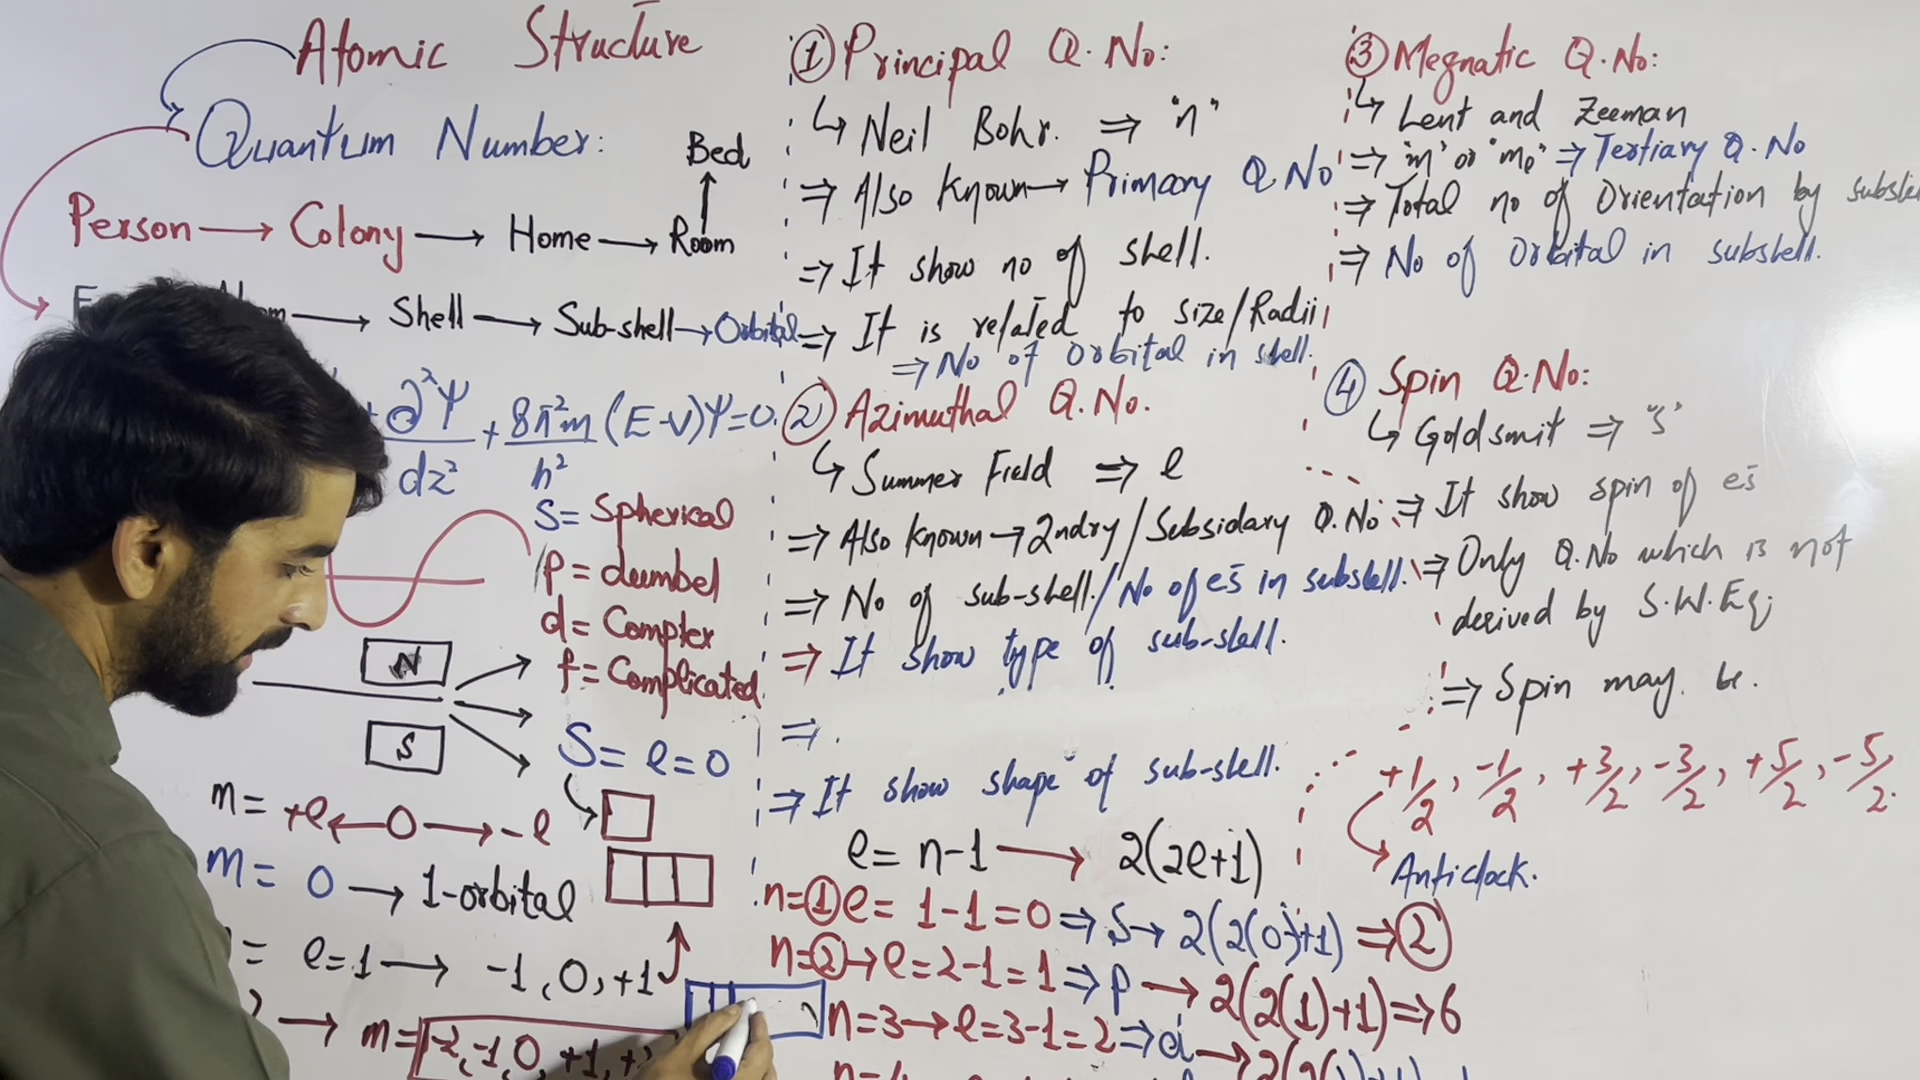 Atomic Structure
Quantum Number:
Bed
Person → Colony → Home → Room
→ Shell → Sub-shell → Orbital
∂²Ψ/dz² + 8π²m/h² (E-V)Ψ=0
S= Spherical
p= dumbel
d= Complex
f= Complicated
N
S
S= l=0
m= +l ← 0 → -l
m= 0 → 1-orbital
= l=1 → -1, 0, +1
→ m= -2, -1, 0, +1,
① Principal Q.No:
↳ Neil Bohr. ⇒ "n"
⇒ Also Known → Primary Q.No
⇒ It show no of shell.
⇒ It is related to size/Radii
⇒ No of orbital in shell.
② Azimuthal Q.No.
↳ Summer Field ⇒ l
⇒ Also Known → 2ndry/Subsidary Q.No
⇒ No of sub-shell./No of es in subshell.
⇒ It show type of sub-shell.
⇒ .
⇒ It show shape of sub-shell.
l= n-1 → 2(2l+1)
n=① l= 1-1=0 ⇒ S → 2(2(0)+1) ⇒ ②
n=② → l=2-1=1 ⇒ p → 2(2(1)+1) ⇒ 6
n=3 → l=3-1=2 ⇒ d →
③ Megnatic Q.No:
↳ Lent and Zeeman
⇒ "m" or "ml" ⇒ Tertiary Q.No
⇒ Total no of Orientation by
⇒ No of Orbital in subshell.
④ Spin Q.No:
↳ Goldsmit ⇒ "s"
⇒ It show spin of es
⇒ Only Q.No which is not
derived by S.W.Eq;
⇒ Spin may be.
+1/2, -1/2, +3/2, -3/2, +5/2, -5/2.
Anticlock.